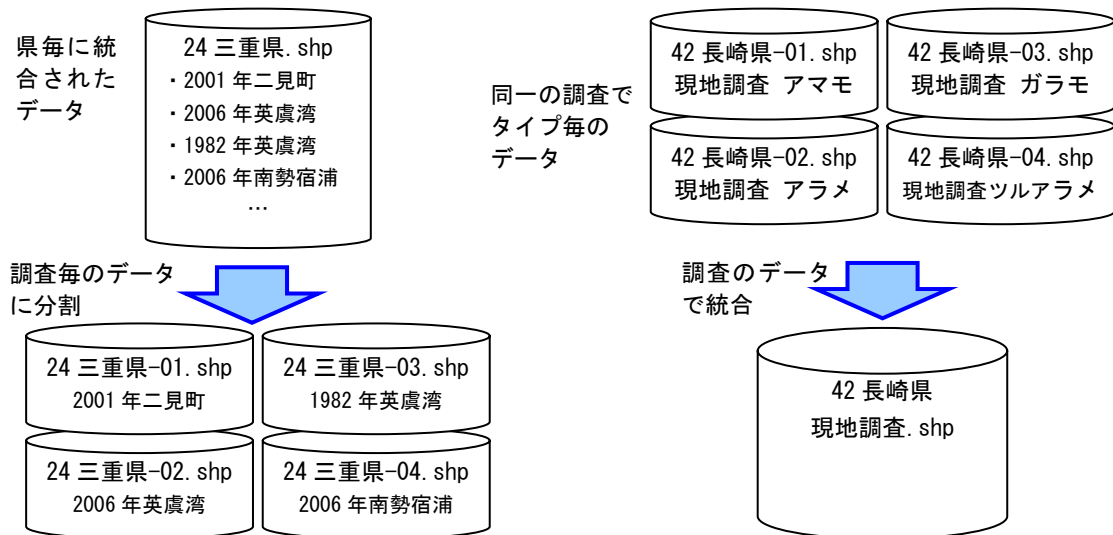 県毎に統
合された
データ
24 三重県.shp
・2001 年二見町
・2006 年英虞湾
・1982 年英虞湾
・2006 年南勢宿浦
…
調査毎のデータ
に分割
24 三重県-01.shp
2001 年二見町
24 三重県-03.shp
1982 年英虞湾
24 三重県-02.shp
2006 年英虞湾
24 三重県-04.shp
2006 年南勢宿浦
同一の調査で
タイプ毎の
データ
42 長崎県-01.shp
現地調査 アマモ
42 長崎県-03.shp
現地調査 ガラモ
42 長崎県-02.shp
現地調査 アラメ
42 長崎県-04.shp
現地調査ツルアラメ
調査のデータ
で統合
42 長崎県
現地調査.shp